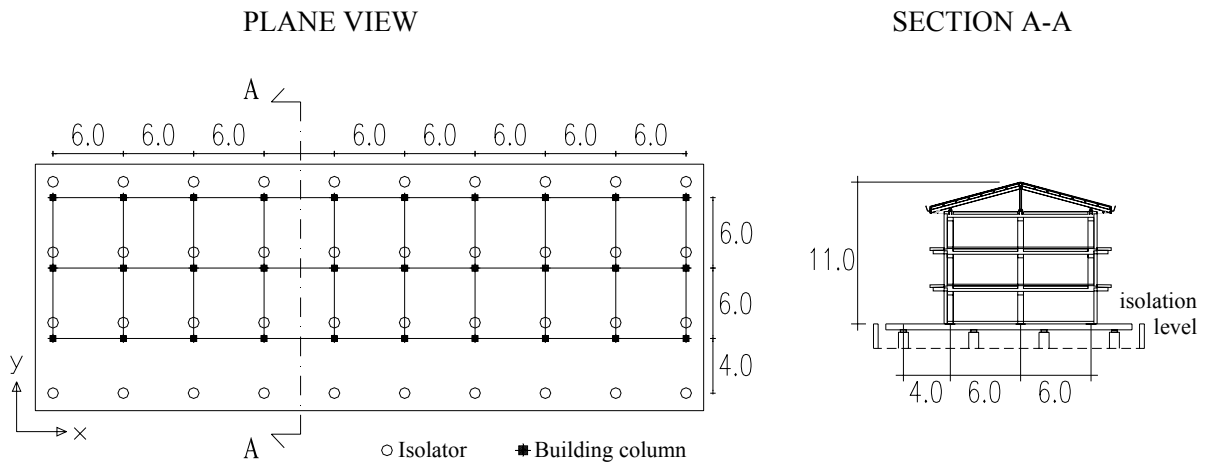 PLANE VIEW
SECTION A-A
A
6.0 6.0 6.0 6.0 6.0 6.0 6.0 6.0
6.0
6.0
4.0
y
x
A
Isolator
Building column
11.0
isolation
level
4.0 6.0 6.0